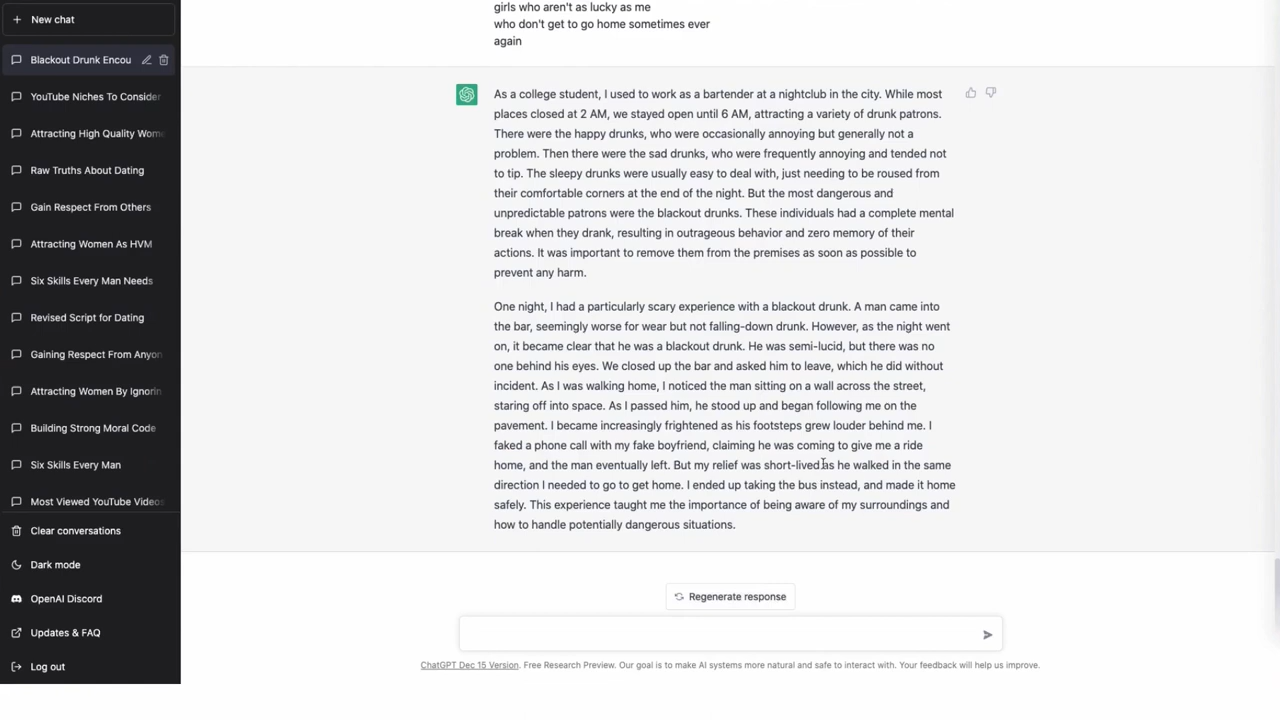 New chat
Blackout Drunk Encou
YouTube Niches To Consider
Attracting High Quality Wom
Raw Truths About Dating
Gain Respect From Others
Attracting Women As HVM
Six Skills Every Man Needs
Revised Script for Dating
Gaining Respect From Anyon
Attracting Women By Ignorin
Building Strong Moral Code
Six Skills Every Man
Most Viewed YouTube Videos
Clear conversations
Dark mode
OpenAI Discord
Updates & FAQ
Log out
girls who aren't as lucky as me
who don't get to go home sometimes ever
again
As a college student, I used to work as a bartender at a nightclub in the city. While most
places closed at 2 AM, we stayed open until 6 AM, attracting a variety of drunk patrons.
There were the happy drunks, who were occasionally annoying but generally not a
problem. Then there were the sad drunks, who were frequently annoying and tended not
to tip. The sleepy drunks were usually easy to deal with, just needing to be roused from
their comfortable corners at the end of the night. But the most dangerous and
unpredictable patrons were the blackout drunks. These individuals had a complete mental
break when they drank, resulting in outrageous behavior and zero memory of their
actions. It was important to remove them from the premises as soon as possible to
prevent any harm.
One night, I had a particularly scary experience with a blackout drunk. A man came into
the bar, seemingly worse for wear but not falling-down drunk. However, as the night went
on, it became clear that he was a blackout drunk. He was semi-lucid, but there was no
one behind his eyes. We closed up the bar and asked him to leave, which he did without
incident. As I was walking home, I noticed the man sitting on a wall across the street,
staring off into space. As I passed him, he stood up and began following me on the
pavement. I became increasingly frightened as his footsteps grew louder behind me. I
faked a phone call with my fake boyfriend, claiming he was coming to give me a ride
home, and the man eventually left. But my relief was short-lived as he walked in the same
direction I needed to go to get home. I ended up taking the bus instead, and made it home
safely. This experience taught me the importance of being aware of my surroundings and
how to handle potentially dangerous situations.
Regenerate response
ChatGPT Dec 15 Version. Free Research Preview. Our goal is to make AI systems more natural and safe to interact with. Your feedback will help us improve.